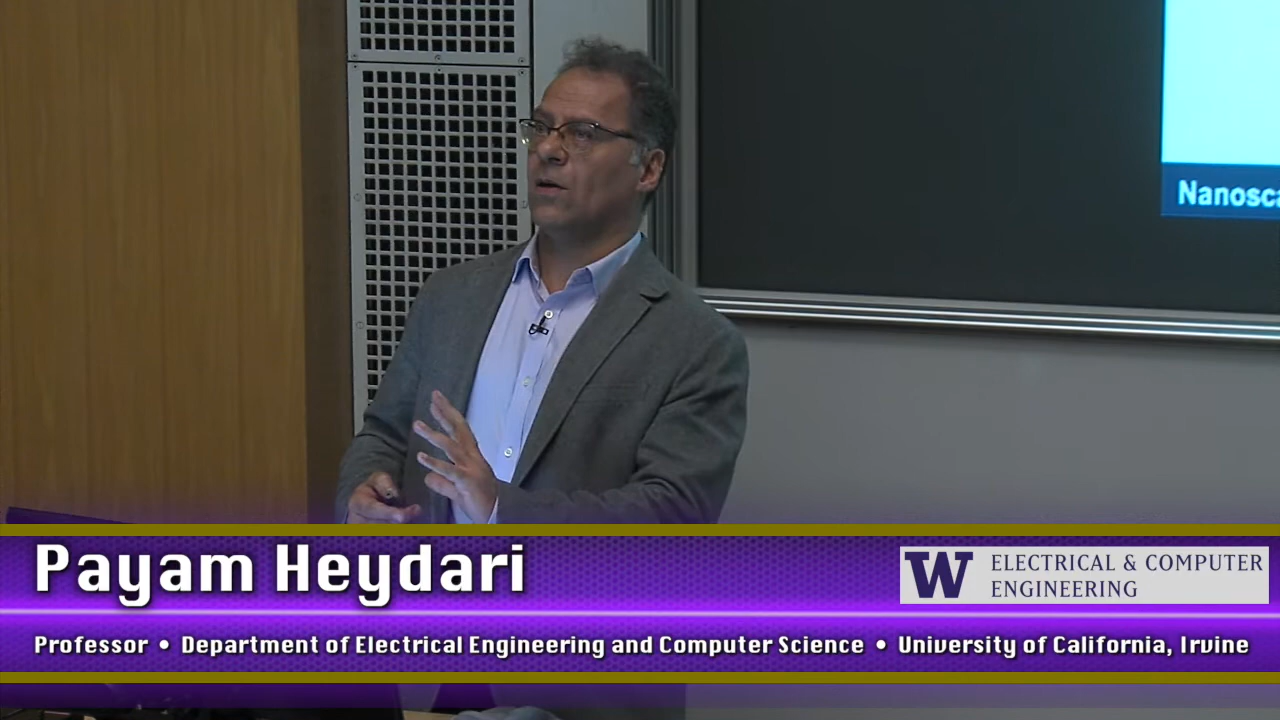 Nanosca
Payam Heydari
W ELECTRICAL & COMPUTER
ENGINEERING
Professor • Department of Electrical Engineering and Computer Science • University of California, Irvine